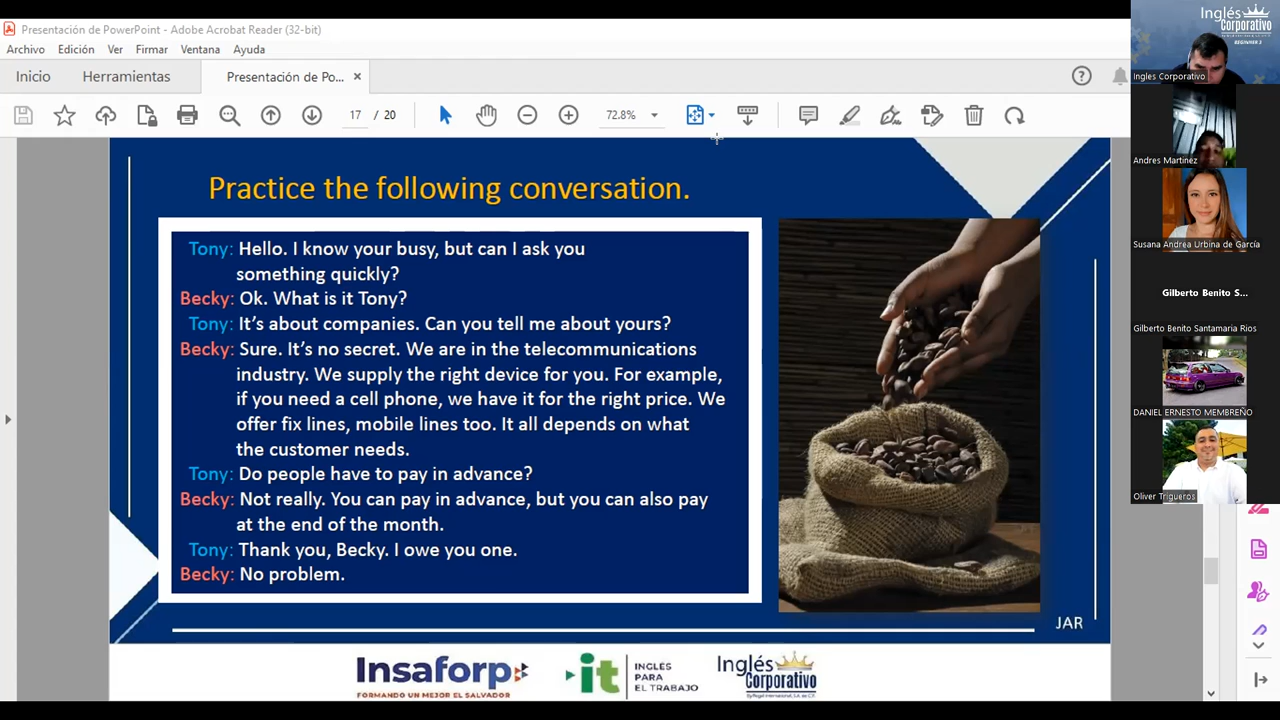 Presentación de PowerPoint - Adobe Acrobat Reader (32-bit)
Archivo Edición Ver Firmar Ventana Ayuda
Inicio Herramientas Presentación de Po... ×
17 / 20 72.8%
Practice the following conversation.
Tony: Hello. I know your busy, but can I ask you
something quickly?
Becky: Ok. What is it Tony?
Tony: It's about companies. Can you tell me about yours?
Becky: Sure. It's no secret. We are in the telecommunications
industry. We supply the right device for you. For example,
if you need a cell phone, we have it for the right price. We
offer fix lines, mobile lines too. It all depends on what
the customer needs.
Tony: Do people have to pay in advance?
Becky: Not really. You can pay in advance, but you can also pay
at the end of the month.
Tony: Thank you, Becky. I owe you one.
Becky: No problem.
JAR
Insaforp
FORMANDO UN MEJOR EL SALVADOR
it
INGLÉS
PARA
EL TRABAJO
Inglés
Corporativo
Inglés
Corporativo
BEGINNER 2
Ingles Corporativo
Andres Martinez
Susana Andrea Urbina de García
Gilberto Benito S...
Gilberto Benito Santamaria Rios
DANIEL ERNESTO MEMBREÑO
Oliver Trigueros